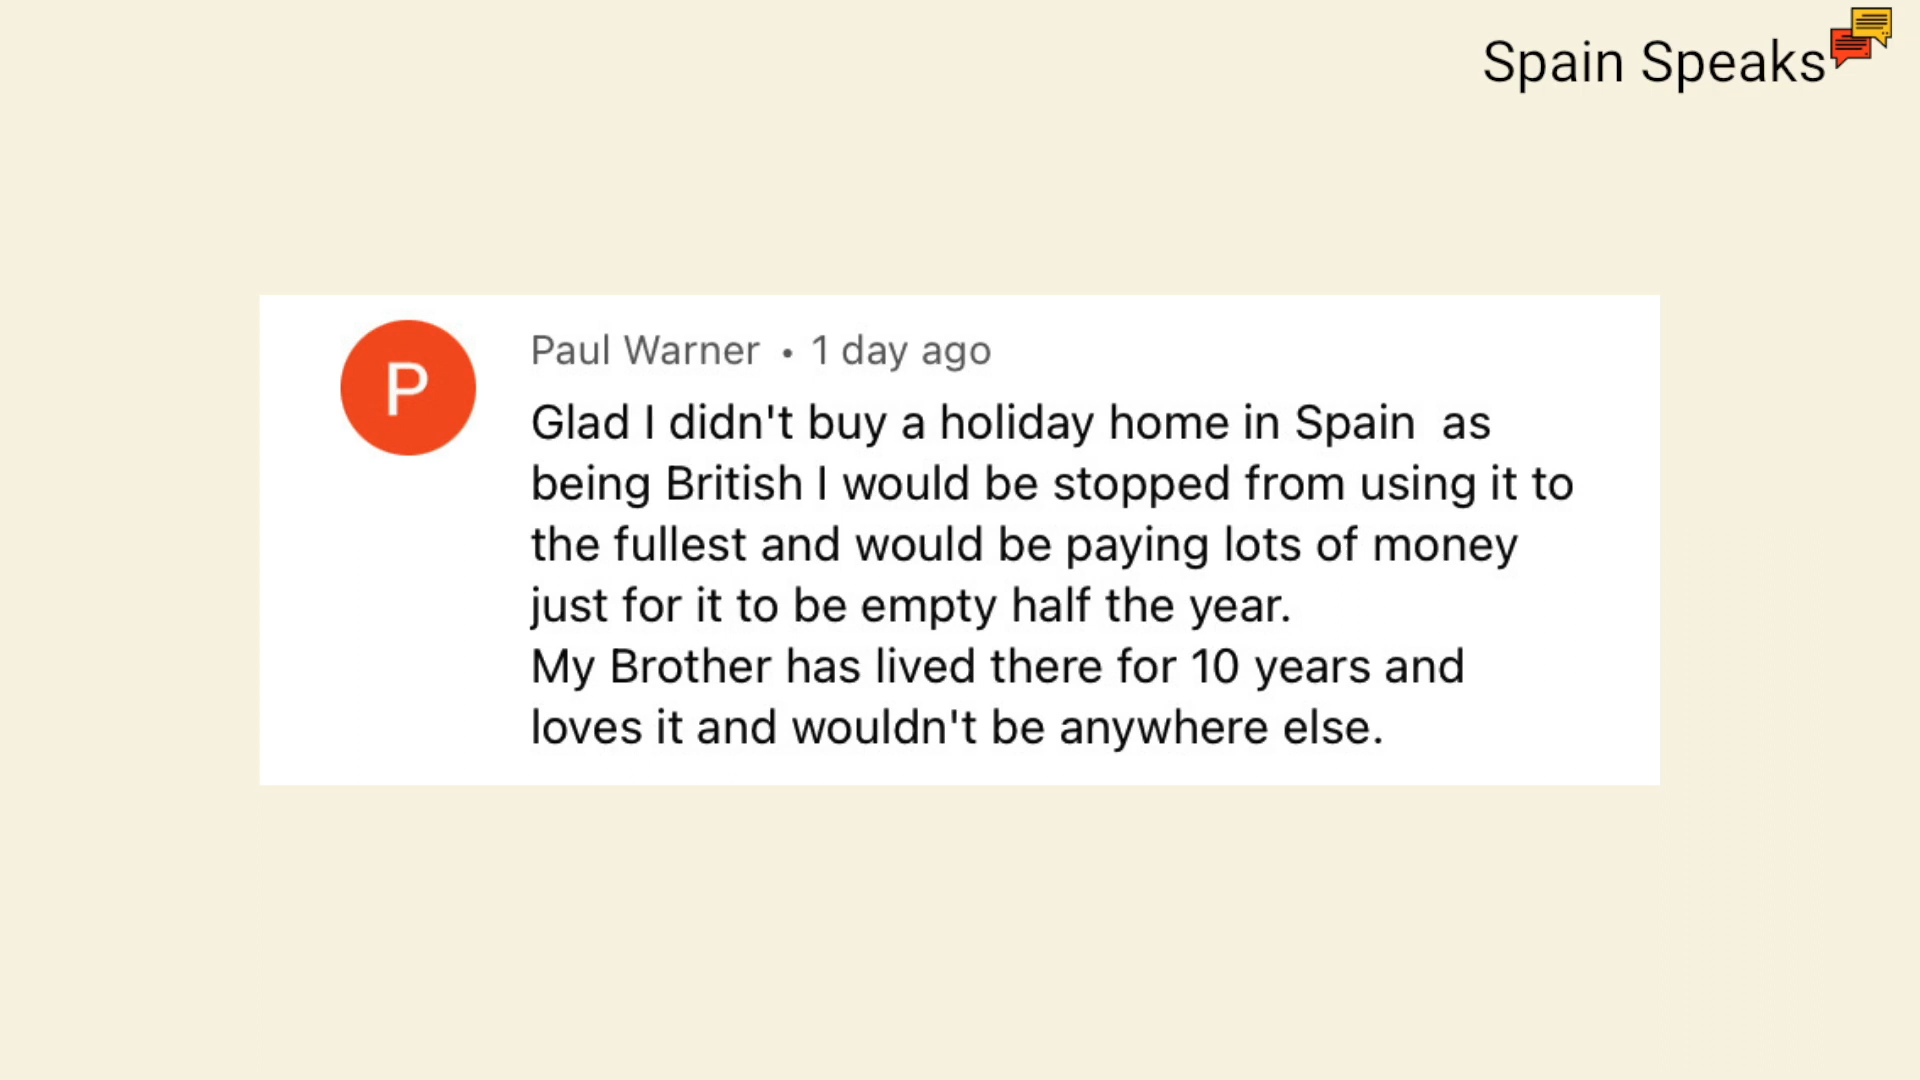 Spain Speaks
P
Paul Warner • 1 day ago
Glad I didn't buy a holiday home in Spain  as
being British I would be stopped from using it to
the fullest and would be paying lots of money
just for it to be empty half the year.
My Brother has lived there for 10 years and
loves it and wouldn't be anywhere else.